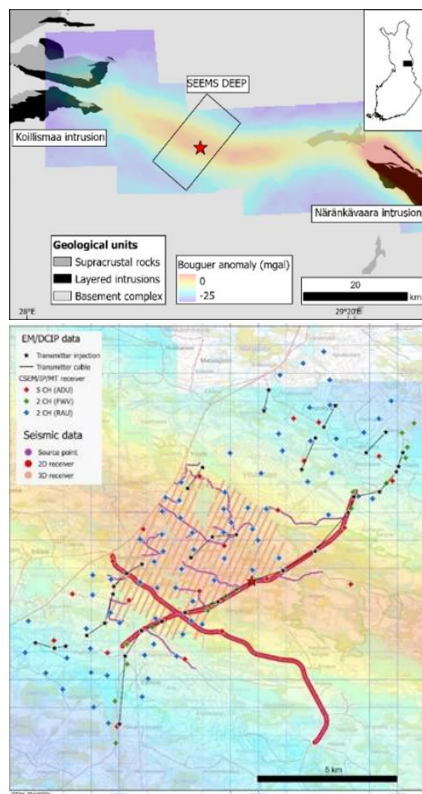 SEEMS DEEP
Koillismaa intrusion
Näränkävaara intrusion
Geological units
Supracrustal rocks
Layered intrusions
Basement complex
Bouguer anomaly (mgal)
0
-25
20
km
28°E
29°20'E
EM/DCIP data
Transmitter injection
Transmitter cable
CSEM/IP/MT receiver
5 CH (ADU)
2 CH (FWV)
2 CH (RAU)
Seismic data
Source point
2D receiver
3D receiver
5 km